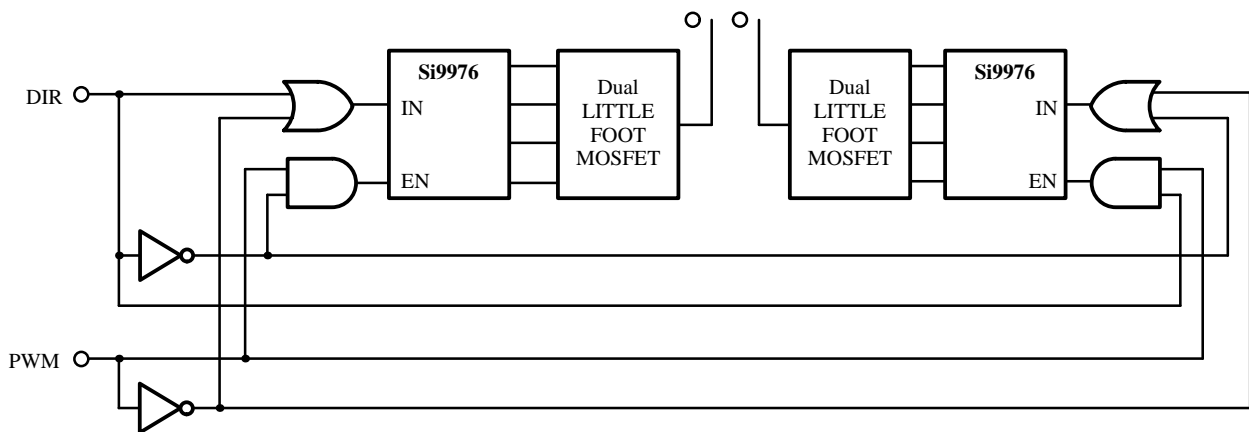 Si9976
Si9976
DIR
IN
Dual
LITTLE
FOOT
MOSFET
Dual
LITTLE
FOOT
MOSFET
IN
EN
EN
PWM